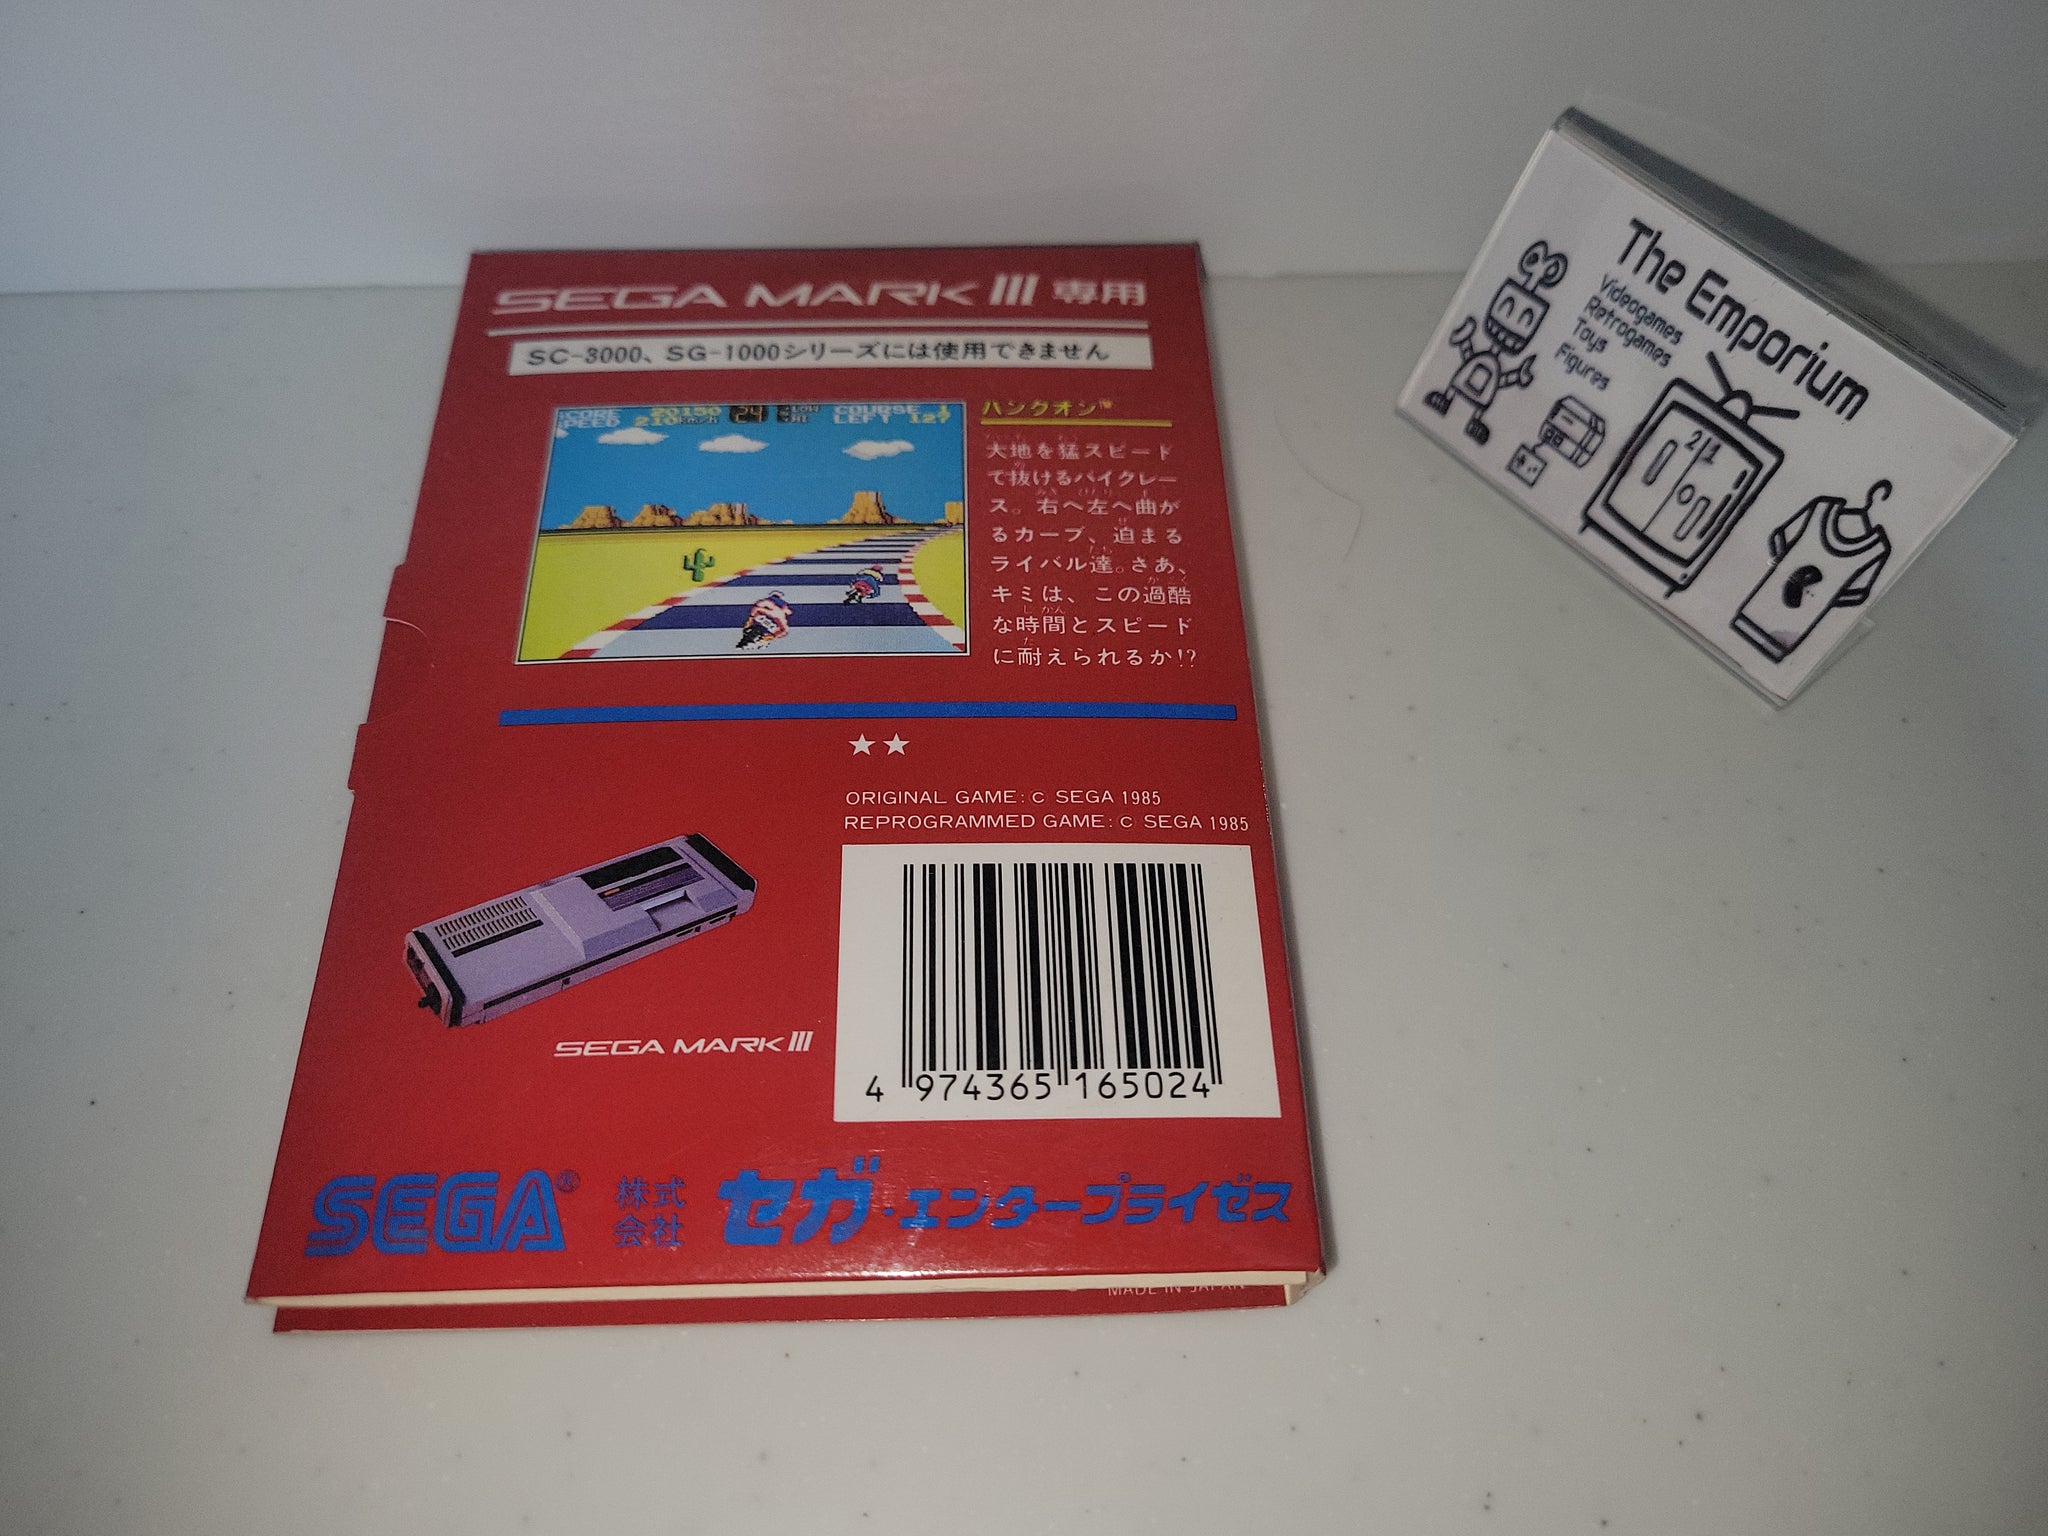 SEGA MARK III 専用
SC-3000、SG-1000シリーズには使用できません
SCORE 20150
SPEED 210km/h
24
LOW
HI
COURSE 1
LEFT 127
ハングオン
大地を猛スピード
で抜けるバイクレー
ス。右へ左へ曲が
るカーブ、迫まる
ライバル達。さあ、
キミは、この過酷
な時間とスピード
に耐えられるか!?
★★
ORIGINAL GAME: c SEGA 1985
REPROGRAMMED GAME: c SEGA 1985
SEGA MARK III
4 974365 165024
SEGA®
株式
会社
セガ・エンタープライゼス
MADE IN JAPAN
The Emporium
Videogames
Retrogames
Toys
Figures
21